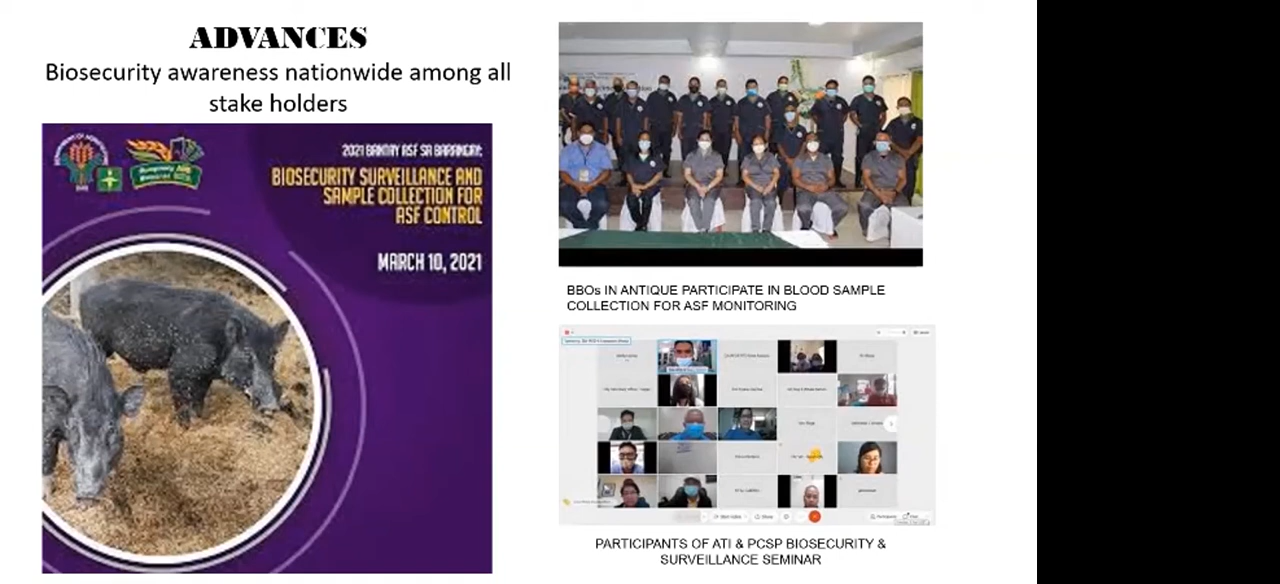 ADVANCES
Biosecurity awareness nationwide among all
stake holders
2021 BANTAY ASF SA BARANGAY:
BIOSECURITY SURVEILLANCE AND
SAMPLE COLLECTION FOR
ASF CONTROL
MARCH 10, 2021
BBOs IN ANTIQUE PARTICIPATE IN BLOOD SAMPLE
COLLECTION FOR ASF MONITORING
PARTICIPANTS OF ATI & PCSP BIOSECURITY &
SURVEILLANCE SEMINAR